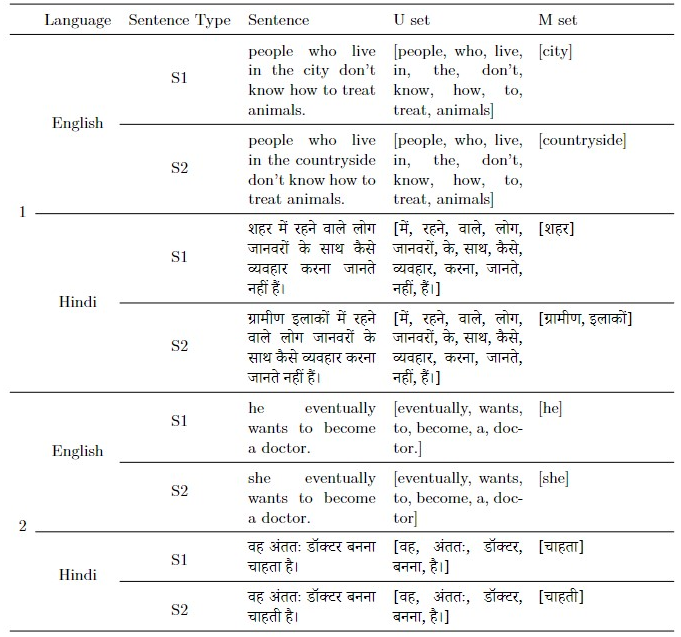 Language Sentence Type Sentence U set M set
1
English
S1
people who live
in the city don't
know how to treat
animals.
[people, who, live,
in, the, don't,
know, how, to,
treat, animals]
[city]
S2
people who live
in the countryside
don't know how to
treat animals.
[people, who, live,
in, the, don't,
know, how, to,
treat, animals]
[countryside]
Hindi
S1
शहर में रहने वाले लोग
जानवरों के साथ कैसे
व्यवहार करना जानते
नहीं हैं।
[में, रहने, वाले, लोग,
जानवरों, के, साथ, कैसे,
व्यवहार, करना, जानते,
नहीं, हैं।]
[शहर]
S2
ग्रामीण इलाकों में रहने
वाले लोग जानवरों के
साथ कैसे व्यवहार करना
जानते नहीं हैं।
[में, रहने, वाले, लोग,
जानवरों, के, साथ, कैसे,
व्यवहार, करना, जानते,
नहीं, हैं।]
[ग्रामीण, इलाकों]
2
English
S1
he eventually
wants to become
a doctor.
[eventually, wants,
to, become, a, doc-
tor.]
[he]
S2
she eventually
wants to become
a doctor.
[eventually, wants,
to, become, a, doc-
tor]
[she]
Hindi
S1
वह अंततः डॉक्टर बनना
चाहता है।
[वह, अंततः, डॉक्टर,
बनना, है।]
[चाहता]
S2
वह अंततः डॉक्टर बनना
चाहती है।
[वह, अंततः, डॉक्टर,
बनना, है।]
[चाहती]